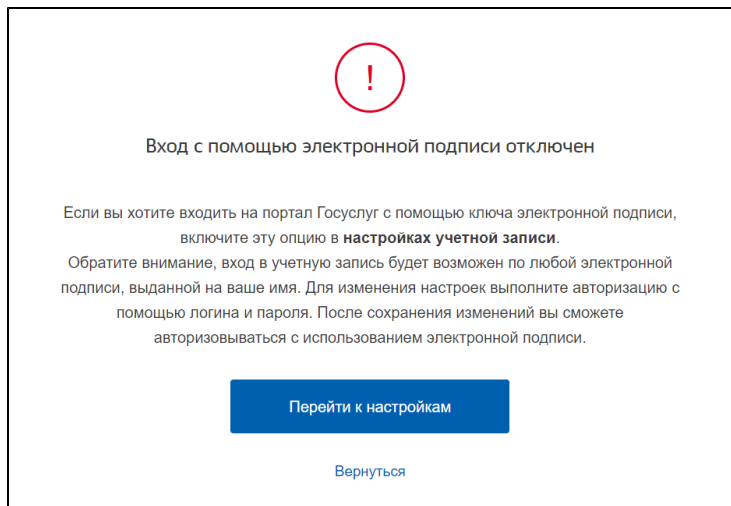 !
Вход с помощью электронной подписи отключен
Если вы хотите входить на портал Госуслуг с помощью ключа электронной подписи,
включите эту опцию в настройках учетной записи.
Обратите внимание, вход в учетную запись будет возможен по любой электронной
подписи, выданной на ваше имя. Для изменения настроек выполните авторизацию с
помощью логина и пароля. После сохранения изменений вы сможете
авторизовываться с использованием электронной подписи.
Перейти к настройкам
Вернуться